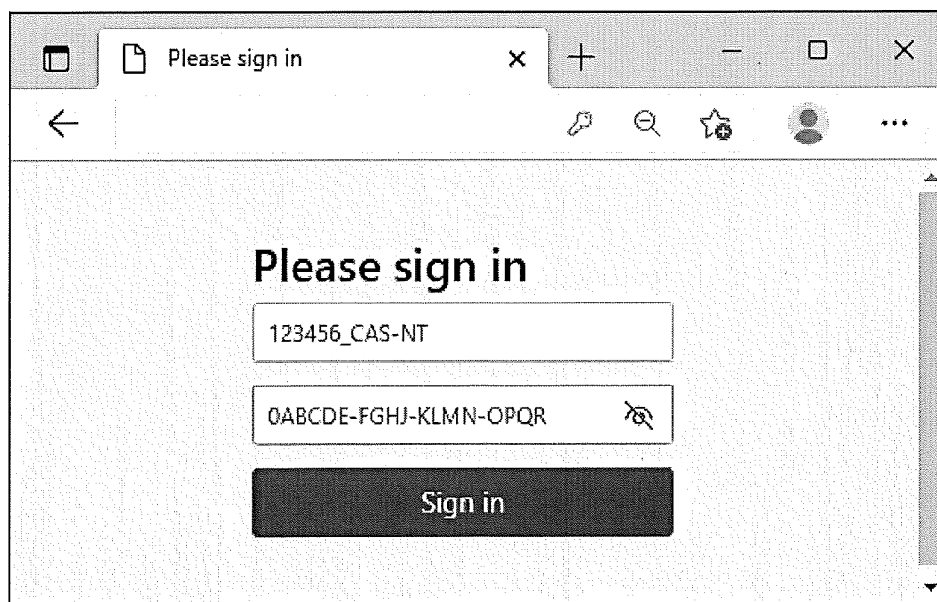 Please sign in
Please sign in
123456_CAS-NT
0ABCDE-FGHJ-KLMN-OPQR
Sign in